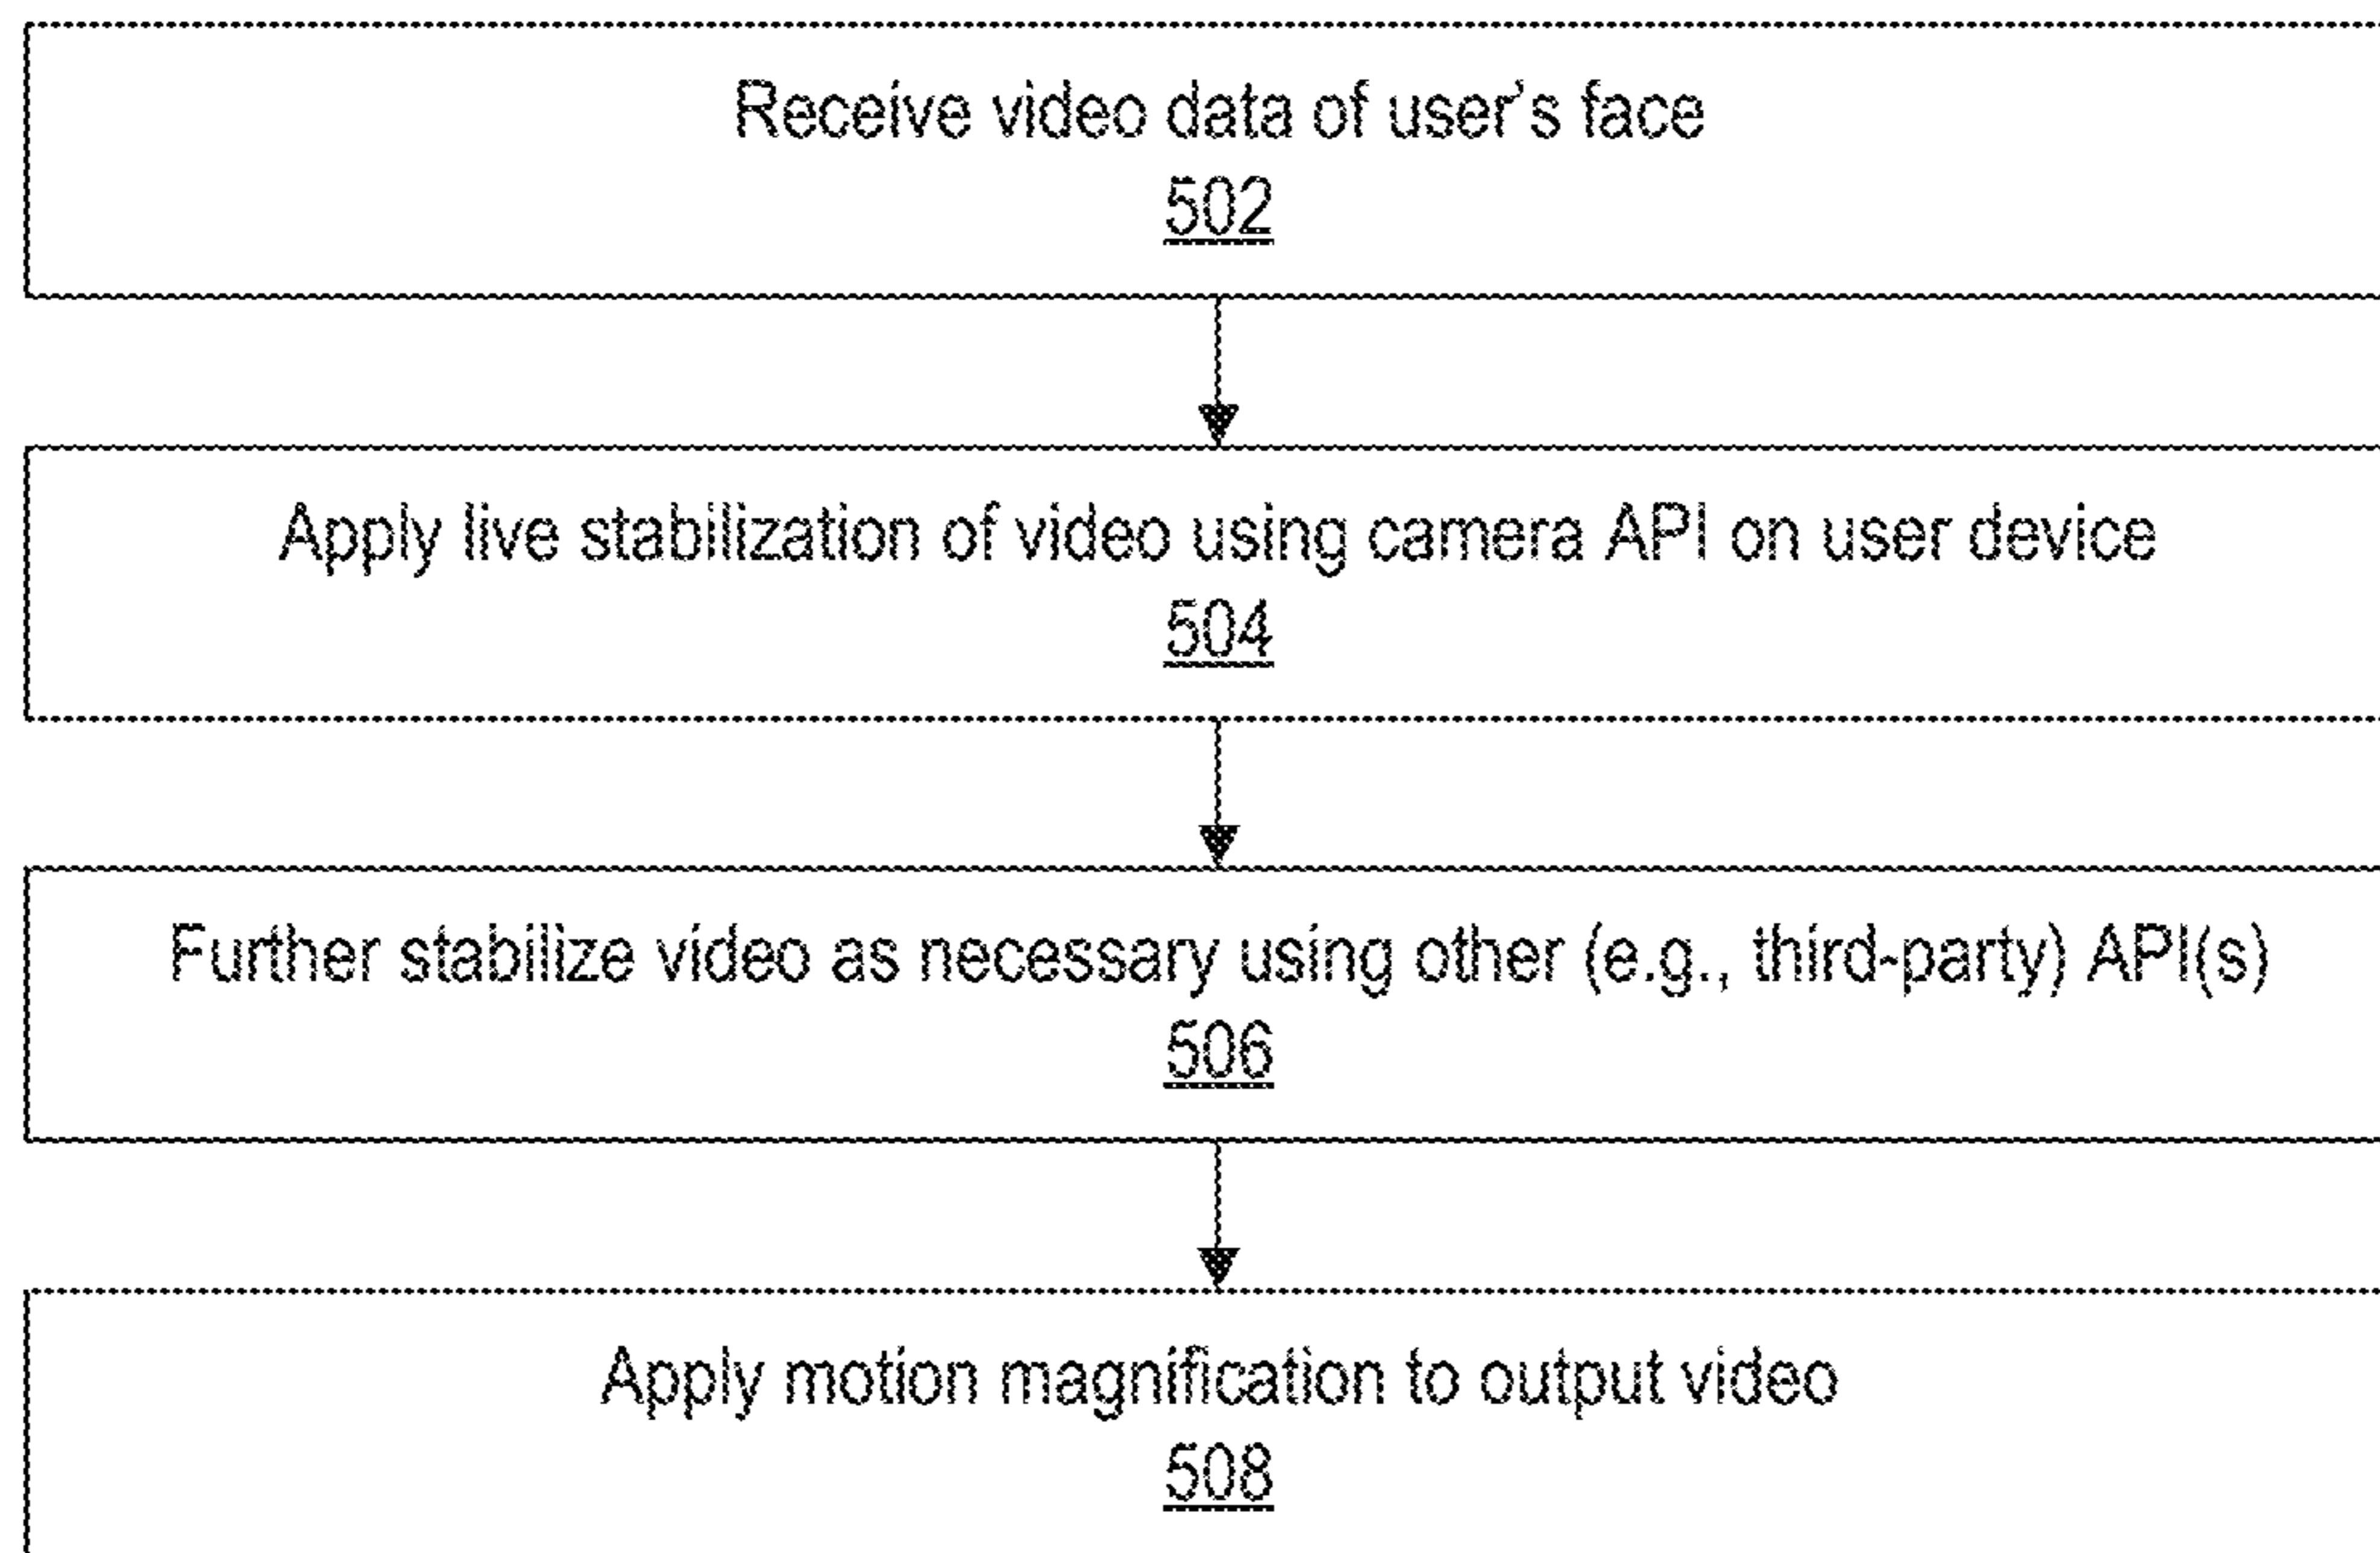 Receive video data of user's face
502
Apply live stabilization of video using camera API on user device
504
Further stabilize video as necessary using other (e.g., third-party) API(s)
506
Apply motion magnification to output video
508